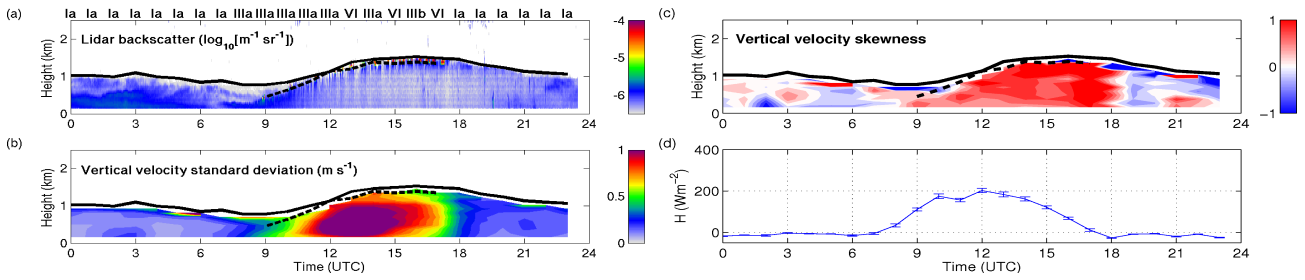 (a)
Ia Ia Ia Ia Ia Ia Ia IIIa IIIa IIIa IIIa IIIa VI IIIa VI IIIb VI Ia Ia Ia Ia Ia Ia
Height (km)
2
1
0
Lidar backscatter (log10[m−1 sr−1])
0 3 6 9 12 15 18 21 24
-4
-5
-6
(b)
Height (km)
2
1
0
Vertical velocity standard deviation (m s−1)
0 3 6 9 12 15 18 21 24
Time (UTC)
1
0.5
0
(c)
Height (km)
2
1
0
Vertical velocity skewness
0 3 6 9 12 15 18 21 24
1
0.5
0
−0.5
−1
(d)
H (Wm−2)
400
200
0
0 3 6 9 12 15 18 21 24
Time (UTC)